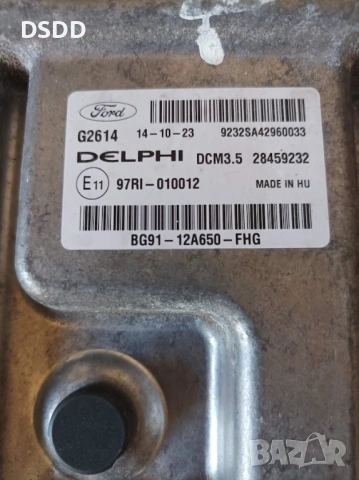 DSDD
Ford
G2614 14-10-23 9232SA42960033
DELPHI DCM3.5 28459232
E11 97RI-010012 MADE IN HU
BG91-12A650-FHG
bazar